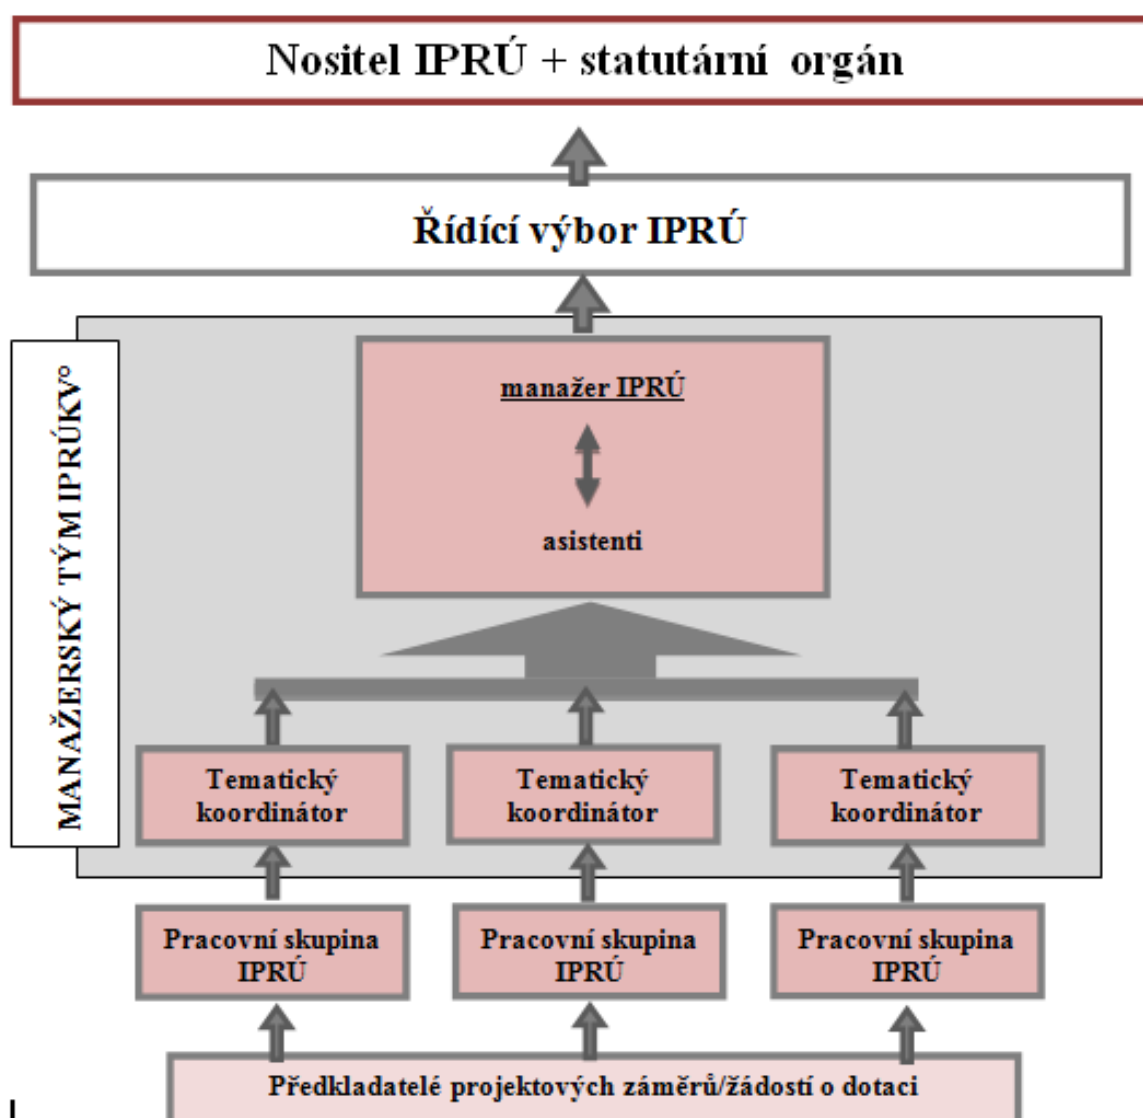 Nositel IPRÚ + statutární orgán
Řídící výbor IPRÚ
MANAŽERSKÝ TÝM IPRÚKV°
manažer IPRÚ
asistenti
Tematický
koordinátor
Tematický
koordinátor
Tematický
koordinátor
Pracovní skupina
IPRÚ
Pracovní skupina
IPRÚ
Pracovní skupina
IPRÚ
Předkladatelé projektových záměrů/žádostí o dotaci